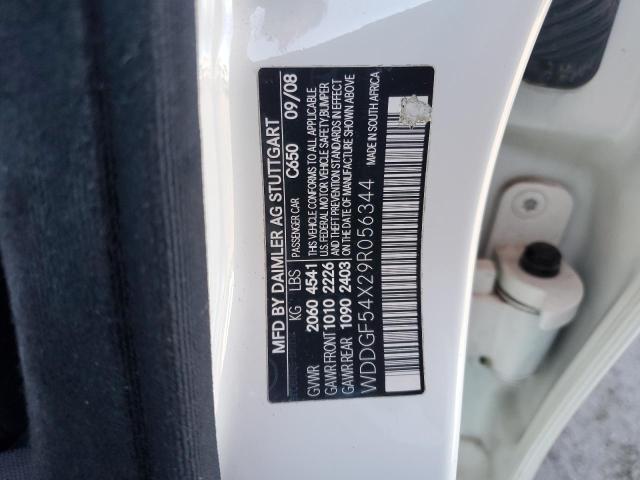 MFD BY DAIMLER AG STUTTGART
PASSENGER CAR C650 09/08
KG LBS
GVWR 2060 4541
GAWR FRONT 1010 2226
GAWR REAR 1090 2403
THIS VEHICLE CONFORMS TO ALL APPLICABLE
U.S. FEDERAL MOTOR VEHICLE SAFETY,BUMPER
AND THEFT PREVENTION STANDARDS IN EFFECT
ON THE DATE OF MANUFACTURE SHOWN ABOVE
MADE IN SOUTH AFRICA
WDDGF54X29R056344